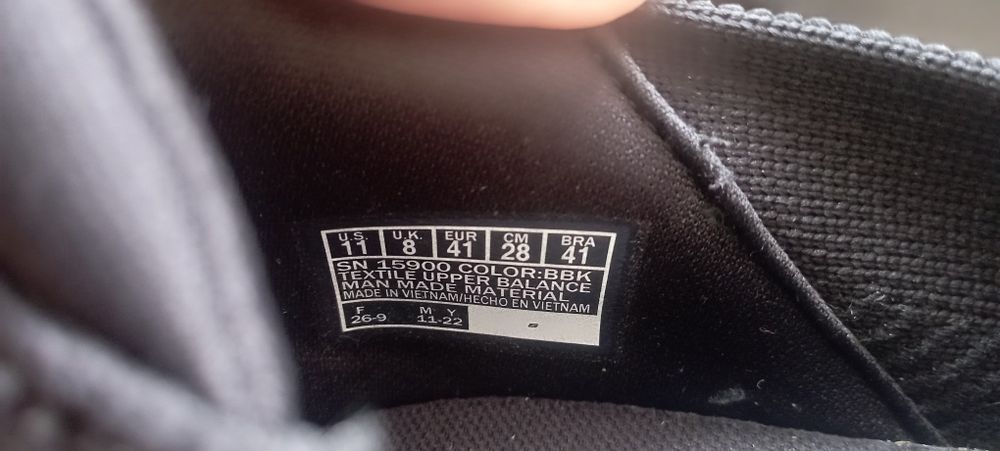 U.S. U.K. EUR CM BRA
11 8 41 28 41
SN 15900 COLOR:BBK
TEXTILE UPPER BALANCE
MAN MADE MATERIAL
MADE IN VIETNAM/HECHO EN VIETNAM
F M Y
26-9 11-22 -